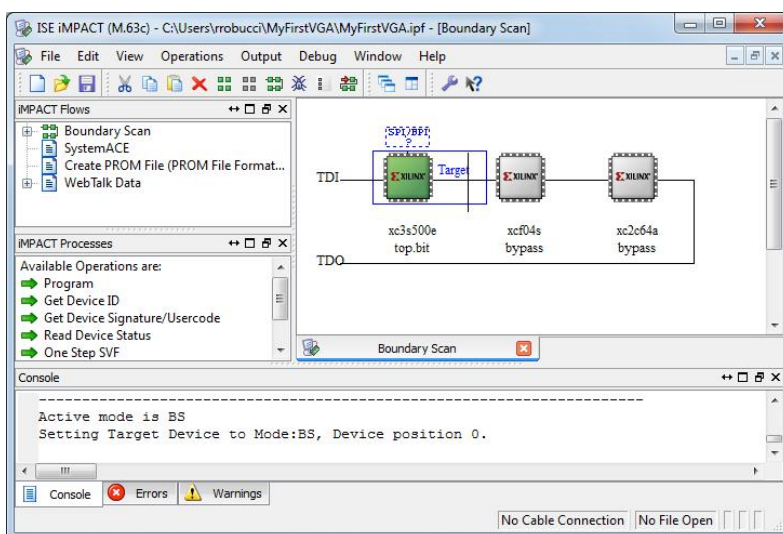 ISE iMPACT (M.63c) - C:\Users\rrobucci\MyFirstVGA\MyFirstVGA.ipf - [Boundary Scan]
File Edit View Operations Output Debug Window Help
iMPACT Flows
Boundary Scan
SystemACE
Create PROM File (PROM File Format...
WebTalk Data
iMPACT Processes
Available Operations are:
Program
Get Device ID
Get Device Signature/Usercode
Read Device Status
One Step SVF
SPI/BPI
?
TDI
XILINX
Target
XILINX
XILINX
xc3s500e
top.bit
xcf04s
bypass
xc2c64a
bypass
TDO
Boundary Scan
Console
Active mode is BS
Setting Target Device to Mode:BS, Device position 0.
Console
Errors
Warnings
No Cable Connection
No File Open